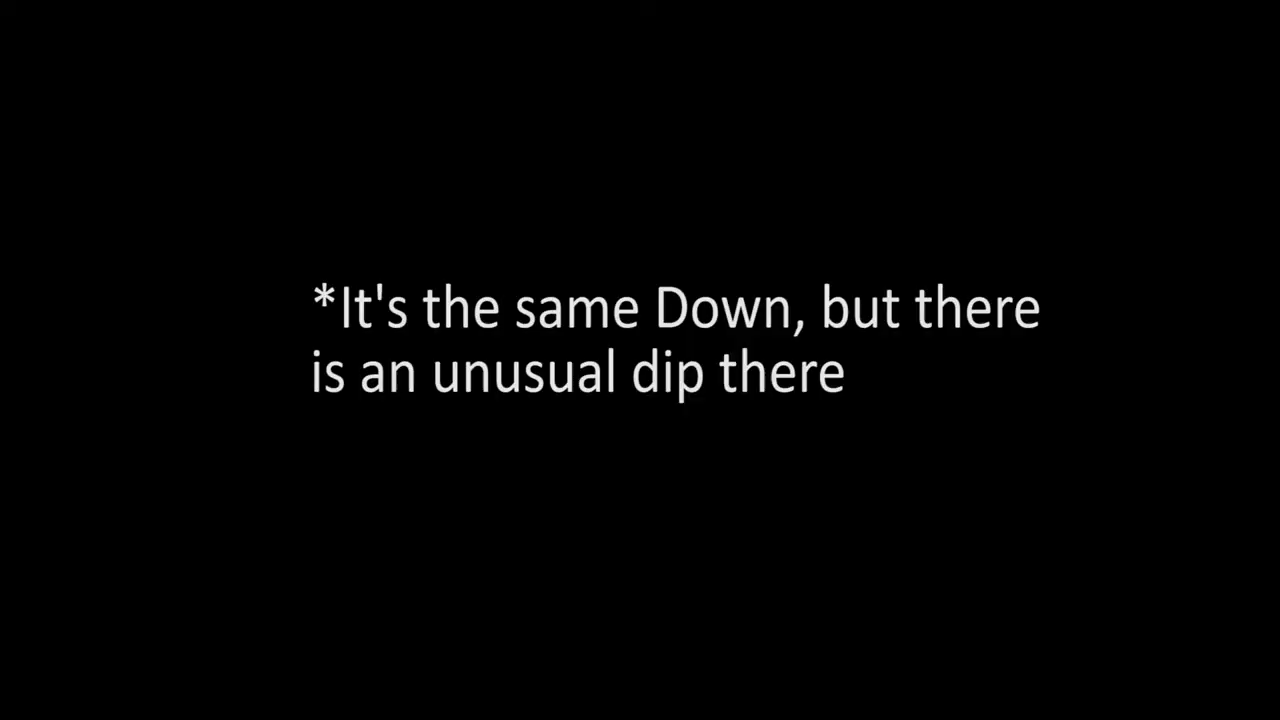 *It's the same Down, but there
is an unusual dip there